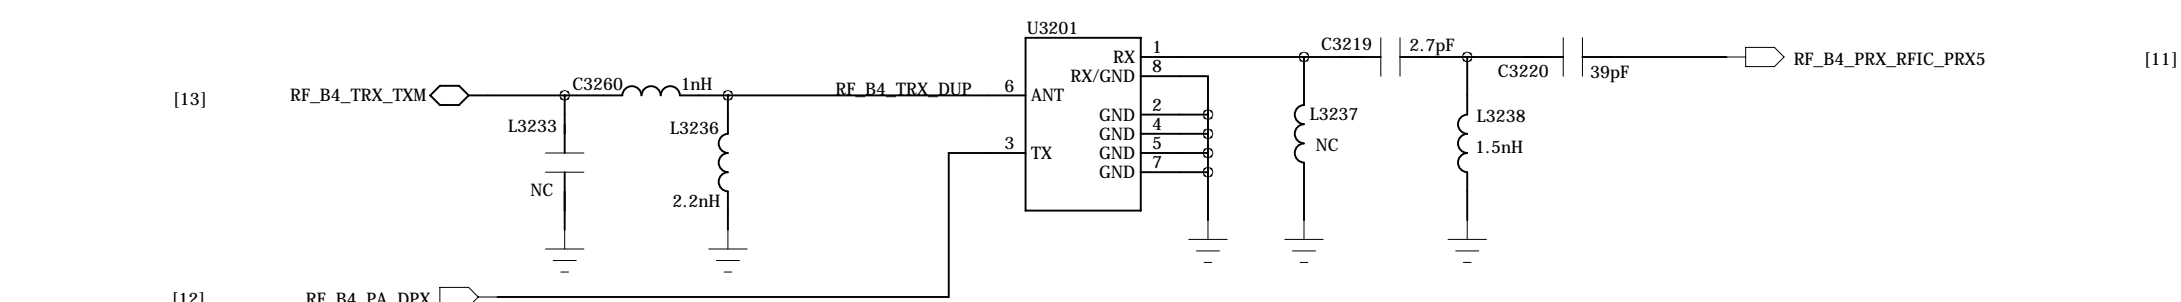 U3201
[13]
RF_B4_TRX_TXM
C3260
1nH
L3233
NC
L3236
2.2nH
RF_B4_TRX_DUP
6
ANT
3
TX
RX
1
RX/GND
8
GND
2
GND
4
GND
5
GND
7
C3219
2.7pF
L3237
NC
L3238
1.5nH
C3220
39pF
RF_B4_PRX_RFIC_PRX5
[11]
[12]
RF_B4_PA_DPX